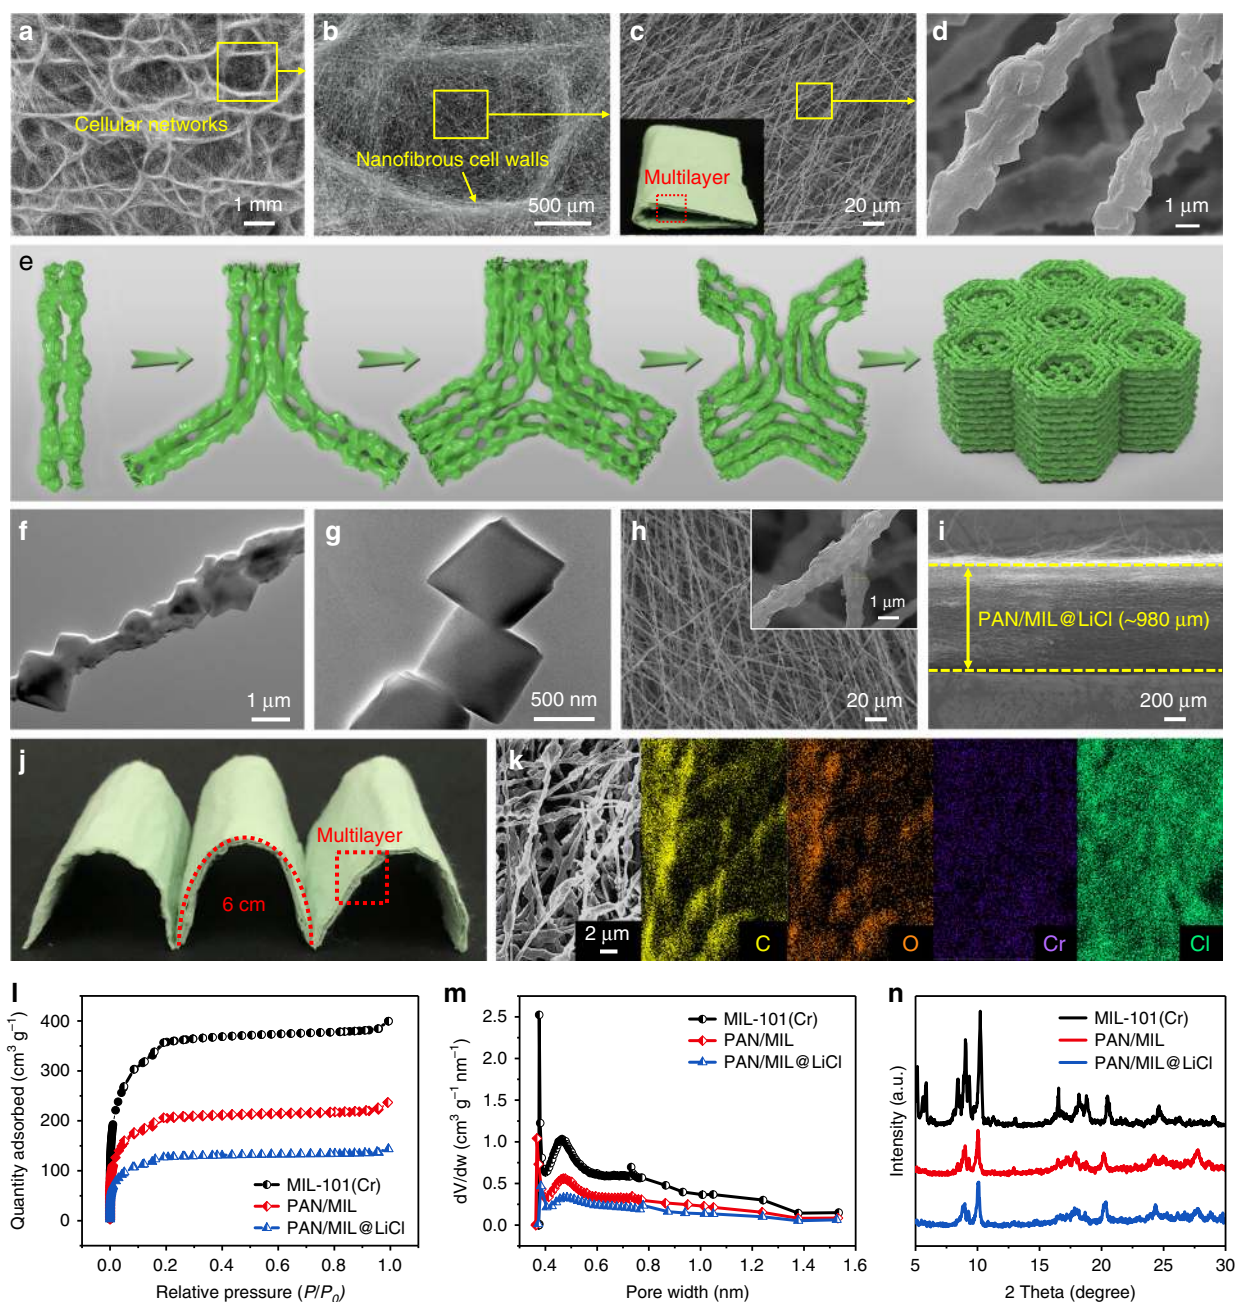 a
Cellular networks
1 mm
b
Nanofibrous cell walls
500 μm
c
Multilayer
20 μm
d
1 μm
e
f
1 μm
g
500 nm
h
1 μm
20 μm
i
PAN/MIL@LiCl (~980 μm)
200 μm
j
Multilayer
6 cm
k
2 μm
C
O
Cr
Cl
l
Quantity adsorbed (cm³ g⁻¹)
400
300
200
100
0
MIL-101(Cr)
PAN/MIL
PAN/MIL@LiCl
0.0 0.2 0.4 0.6 0.8 1.0
Relative pressure (P/P₀)
m
dV/dw (cm³ g⁻¹ nm⁻¹)
2.5
2.0
1.5
1.0
0.5
0.0
MIL-101(Cr)
PAN/MIL
PAN/MIL@LiCl
0.4 0.6 0.8 1.0 1.2 1.4 1.6
Pore width (nm)
n
Intensity (a.u.)
MIL-101(Cr)
PAN/MIL
PAN/MIL@LiCl
5 10 15 20 25 30
2 Theta (degree)